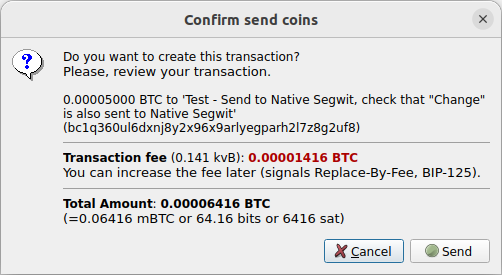 Confirm send coins
Do you want to create this transaction?
Please, review your transaction.
0.00005000 BTC to 'Test - Send to Native Segwit, check that "Change"
is also sent to Native Segwit'
(bc1q360ul6dxnj8y2x96x9arlyegparh2l7z8g2uf8)
Transaction fee (0.141 kvB): 0.00001416 BTC
You can increase the fee later (signals Replace-By-Fee, BIP-125).
Total Amount: 0.00006416 BTC
(=0.06416 mBTC or 64.16 bits or 6416 sat)
Cancel
Send